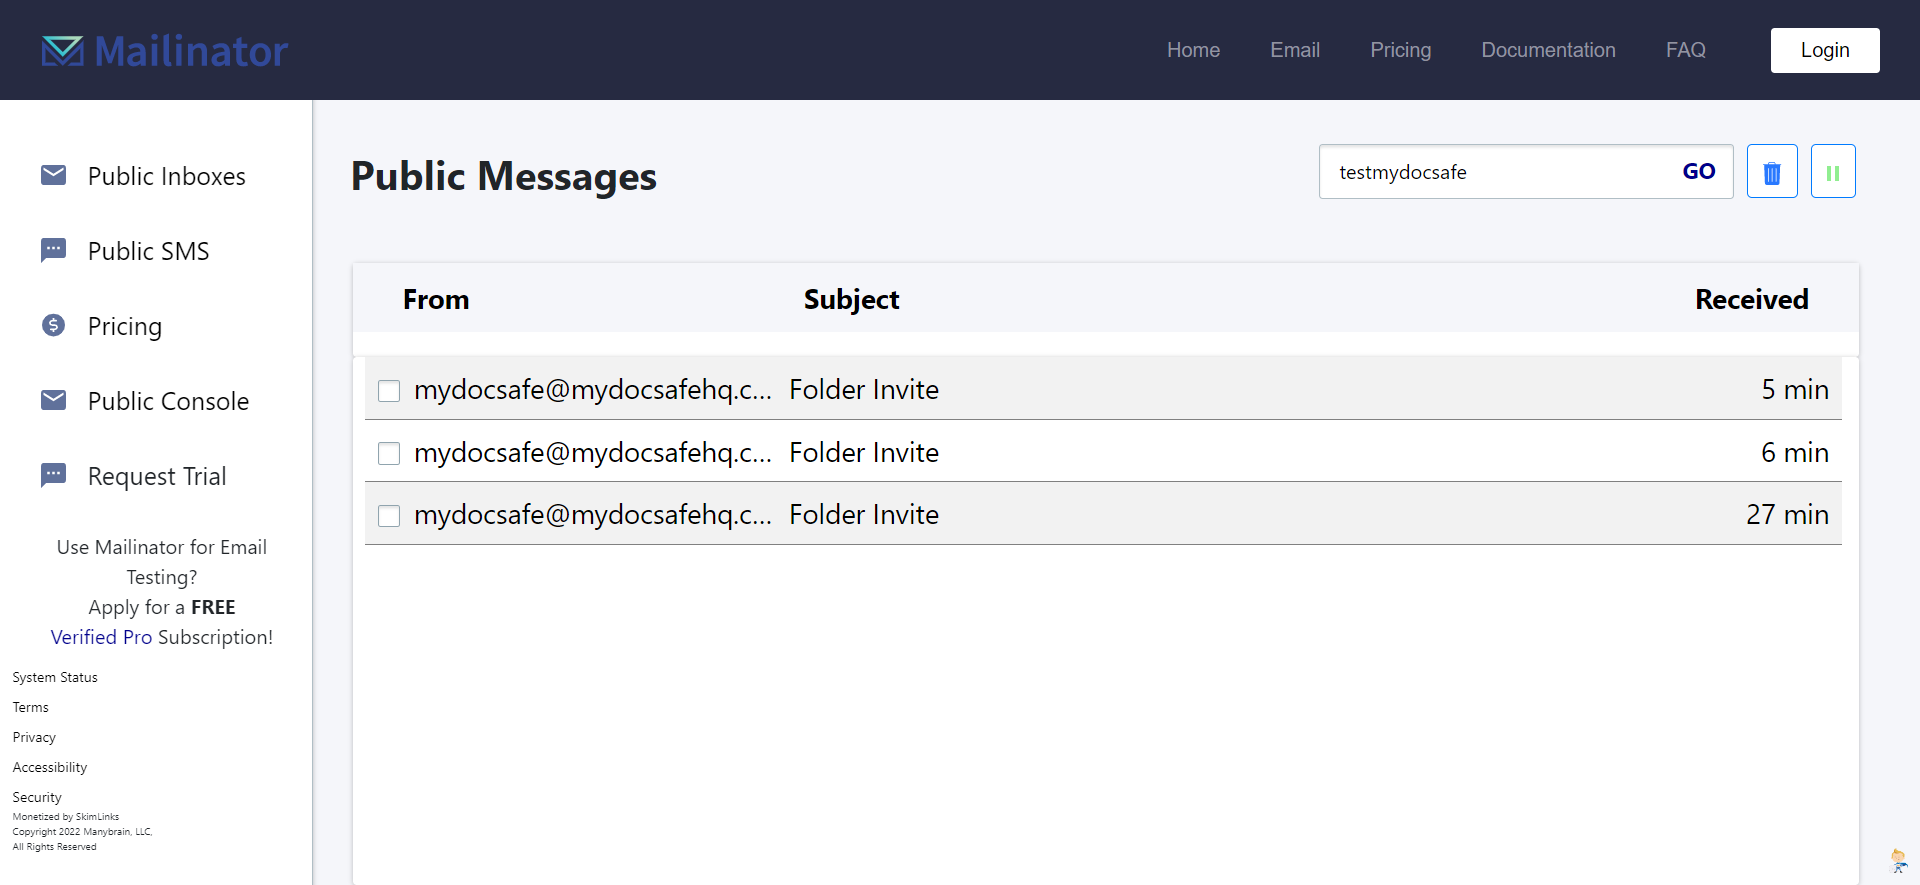 Mailinator
Home Email Pricing Documentation FAQ Login
Public Inboxes
Public SMS
Pricing
Public Console
Request Trial
Use Mailinator for Email
Testing?
Apply for a FREE
Verified Pro Subscription!
System Status
Terms
Privacy
Accessibility
Security
Monetized by SkimLinks
Copyright 2022 Manybrain, LLC,
All Rights Reserved
Public Messages
testmydocsafe GO
From Subject Received
mydocsafe@mydocsafehq.c... Folder Invite 5 min
mydocsafe@mydocsafehq.c... Folder Invite 6 min
mydocsafe@mydocsafehq.c... Folder Invite 27 min